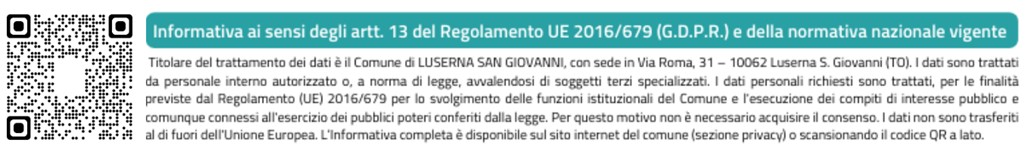 Informativa ai sensi degli artt. 13 del Regolamento UE 2016/679 (G.D.P.R.) e della normativa nazionale vigente
Titolare del trattamento dei dati è il Comune di LUSERNA SAN GIOVANNI, con sede in Via Roma, 31 – 10062 Luserna S. Giovanni (TO). I dati sono trattati
da personale interno autorizzato o, a norma di legge, avvalendosi di soggetti terzi specializzati. I dati personali richiesti sono trattati, per le finalità
previste dal Regolamento (UE) 2016/679 per lo svolgimento delle funzioni istituzionali del Comune e l'esecuzione dei compiti di interesse pubblico e
comunque connessi all'esercizio dei pubblici poteri conferiti dalla legge. Per questo motivo non è necessario acquisire il consenso. I dati non sono trasferiti
al di fuori dell'Unione Europea. L'Informativa completa è disponibile sul sito internet del comune (sezione privacy) o scansionando il codice QR a lato.